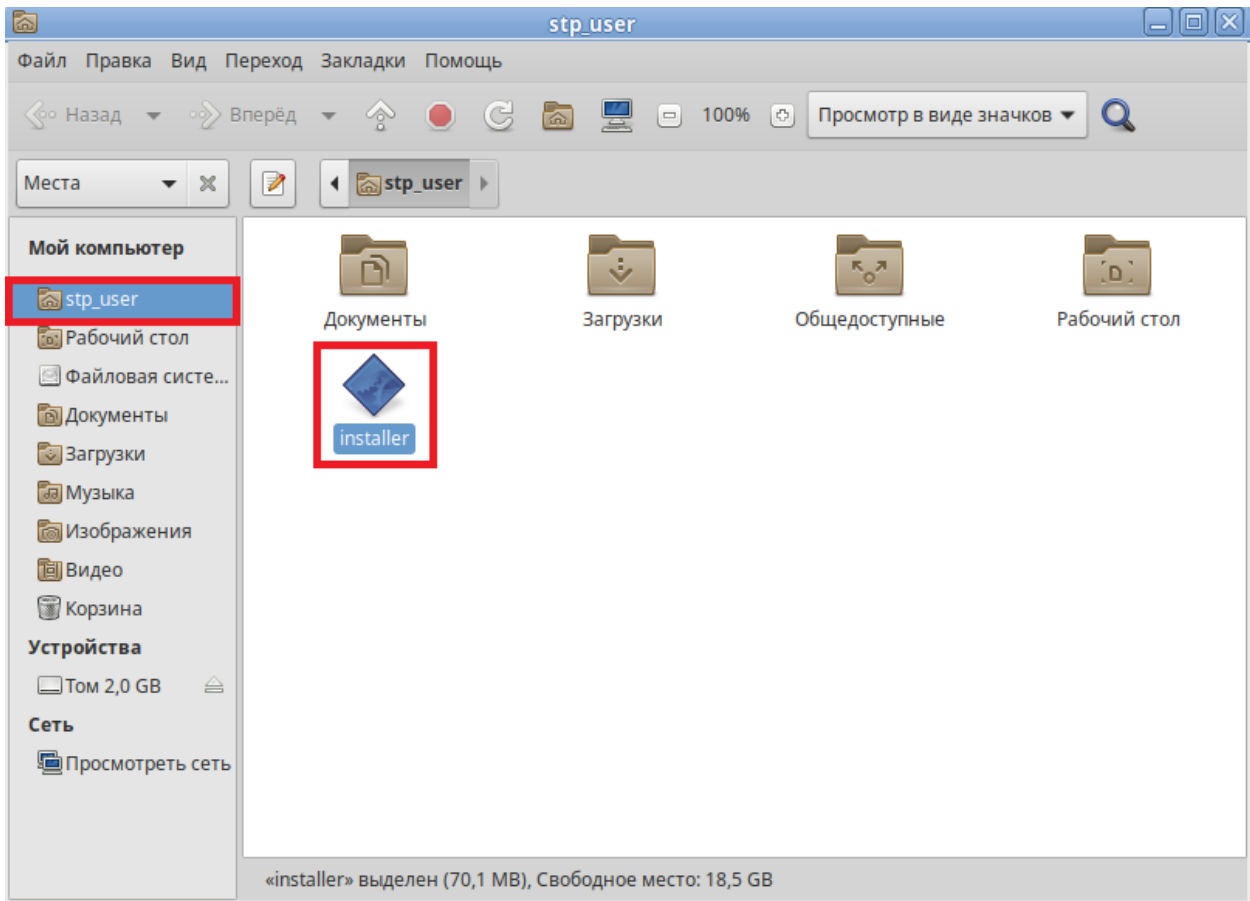 stp_user
Файл Правка Вид Переход Закладки Помощь
Назад Вперёд 100% Просмотр в виде значков
Места stp_user
Мой компьютер
stp_user
Рабочий стол
Файловая систе...
Документы
Загрузки
Музыка
Изображения
Видео
Корзина
Устройства
Том 2,0 GB
Сеть
Просмотреть сеть
Документы Загрузки Общедоступные Рабочий стол
installer
«installer» выделен (70,1 MB), Свободное место: 18,5 GB